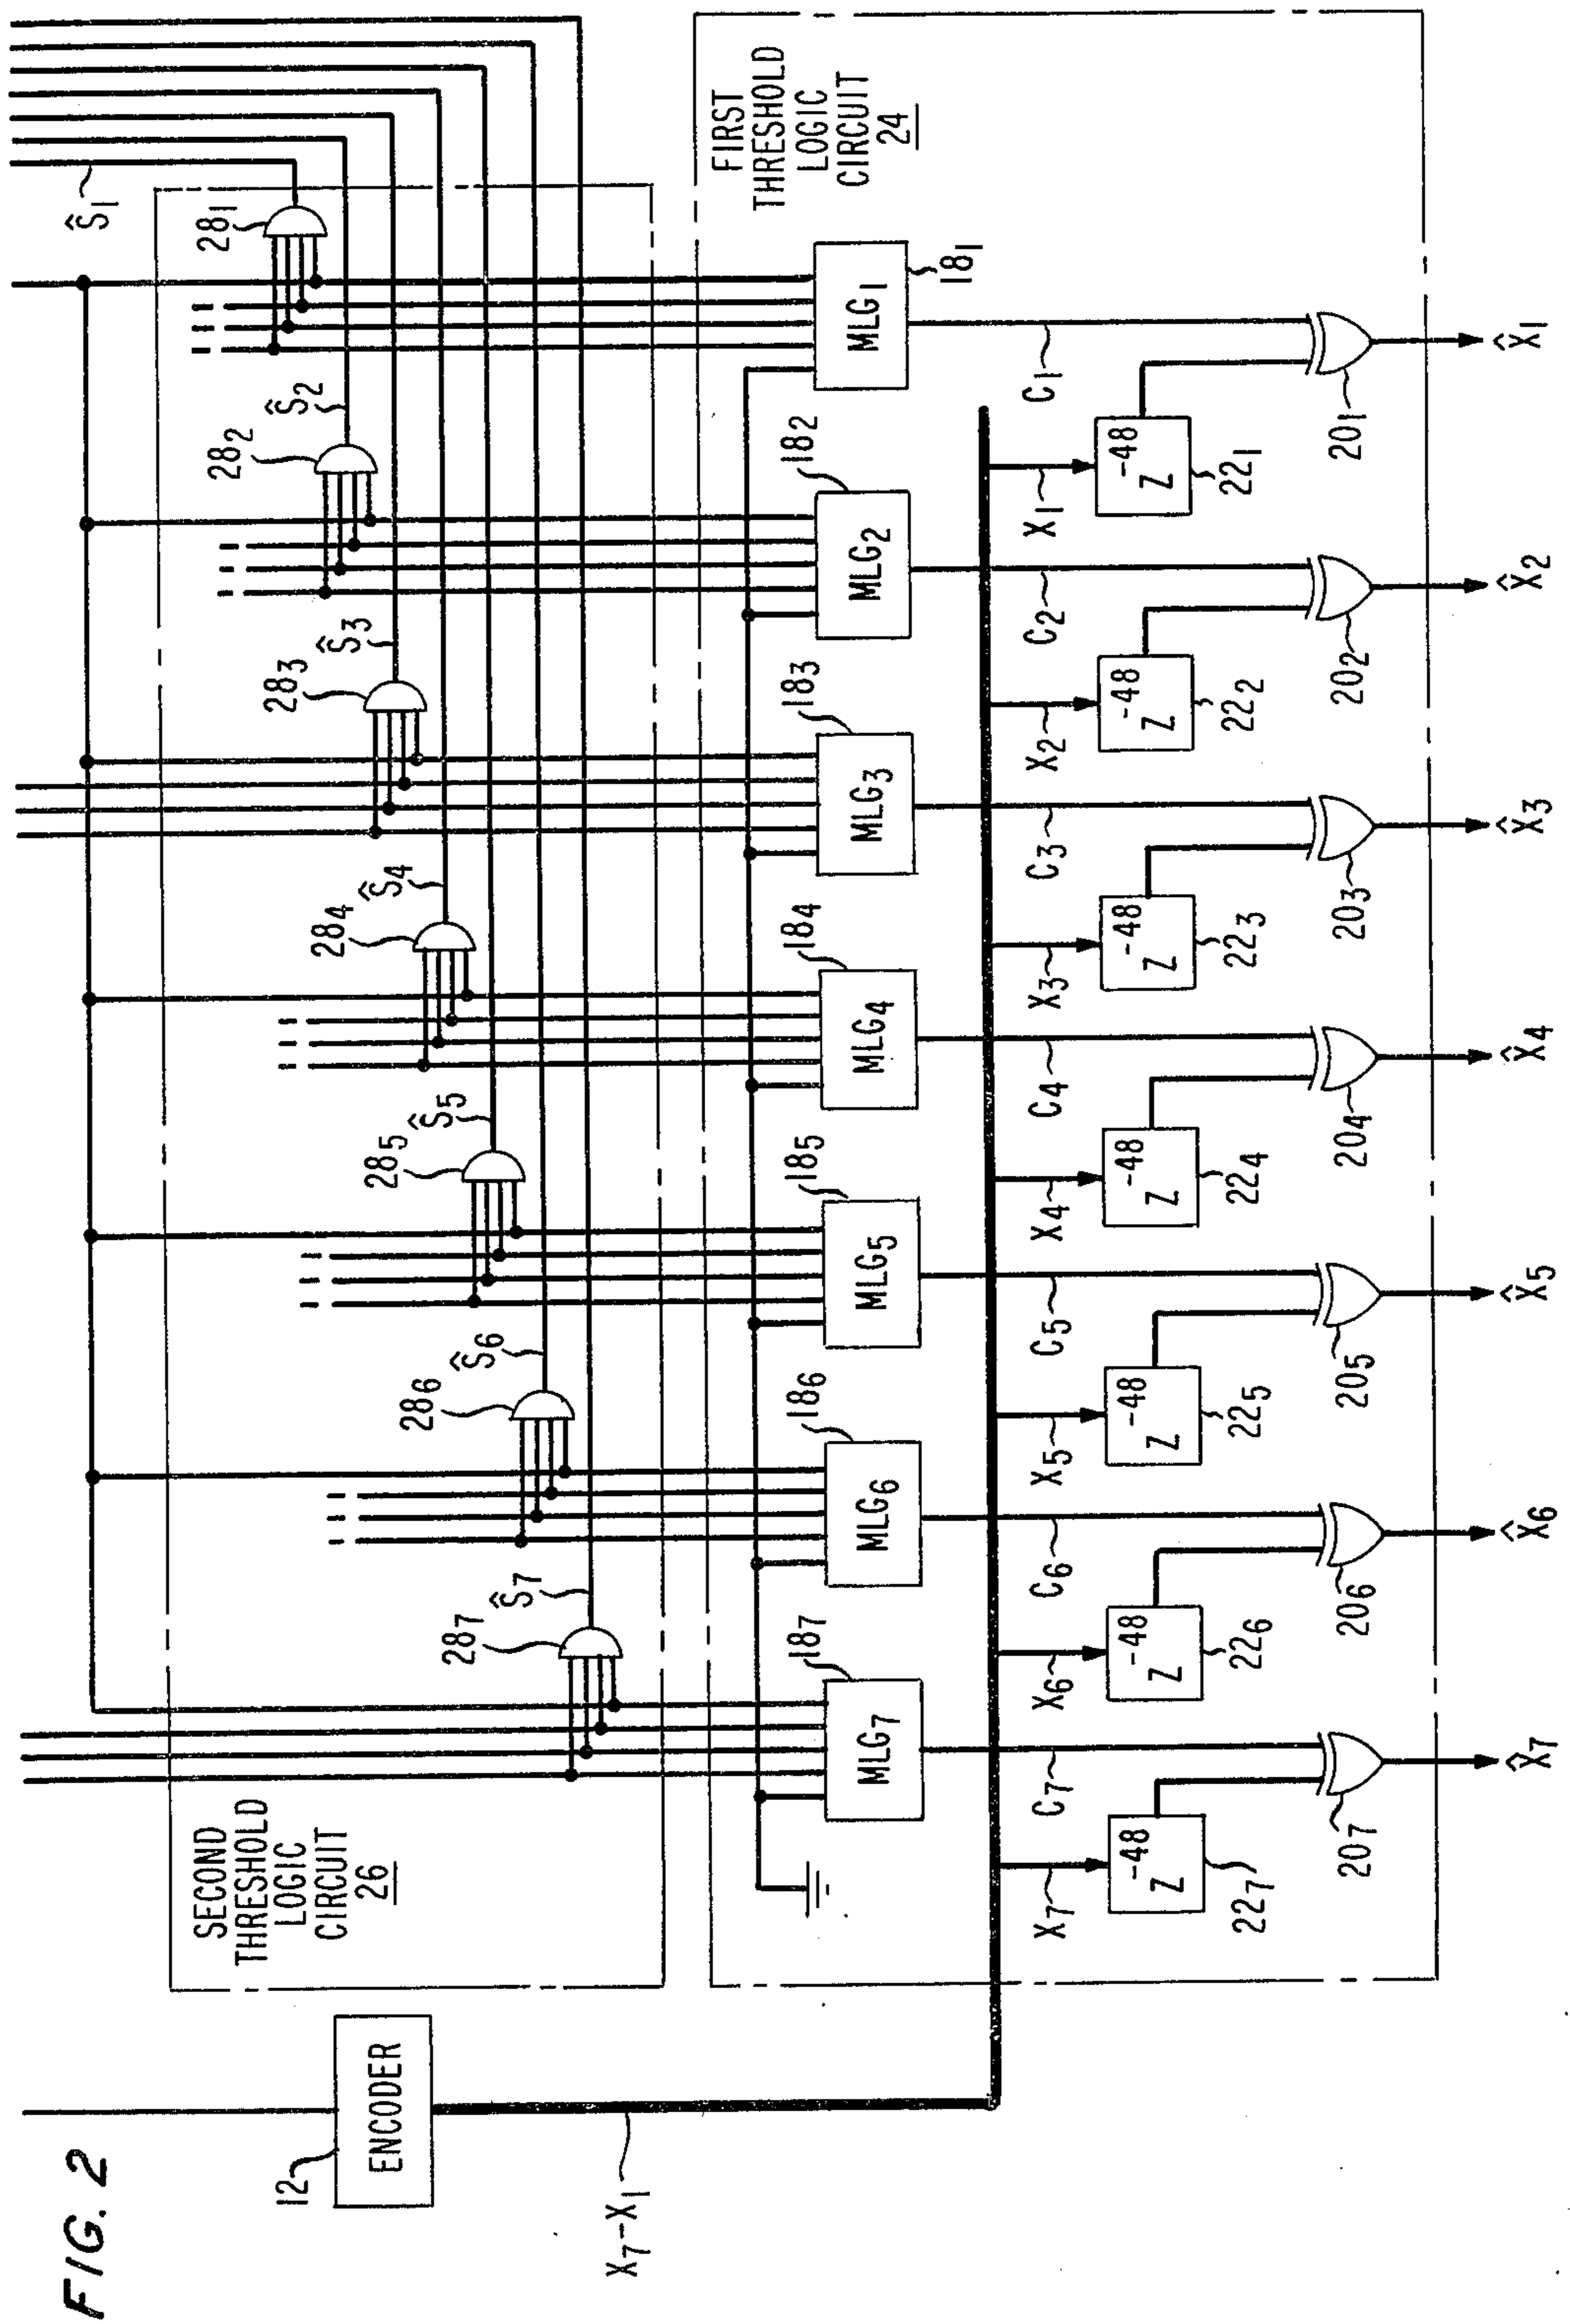 FIG. 2
12
ENCODER
X7-X1
SECOND
THRESHOLD
LOGIC
CIRCUIT
26
287
Ŝ7
286
Ŝ6
285
Ŝ5
284
Ŝ4
283
Ŝ3
282
Ŝ2
281
Ŝ1
FIRST
THRESHOLD
LOGIC
CIRCUIT
24
187
186
185
184
183
182
181
MLG7
MLG6
MLG5
MLG4
MLG3
MLG2
MLG1
X7
C7
X6
C6
X5
C5
X4
C4
X3
C3
X2
C2
X1
C1
Z-48
Z-48
Z-48
Z-48
Z-48
Z-48
Z-48
227
226
225
224
223
222
221
207
206
205
204
203
202
201
X̂7
X̂6
X̂5
X̂4
X̂3
X̂2
X̂1